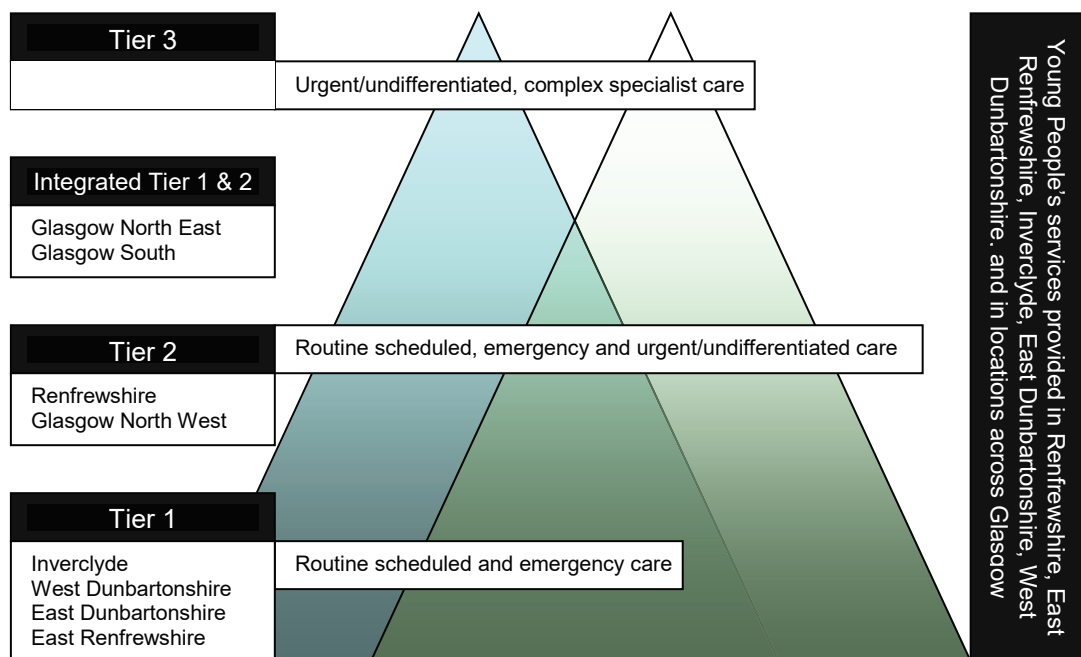 Tier 3
Urgent/undifferentiated, complex specialist care
Integrated Tier 1 & 2
Glasgow North East
Glasgow South
Tier 2
Routine scheduled, emergency and urgent/undifferentiated care
Renfrewshire
Glasgow North West
Tier 1
Routine scheduled and emergency care
Inverclyde
West Dunbartonshire
East Dunbartonshire
East Renfrewshire
Young People's services provided in Renfrewshire, East
Renfrewshire, Inverclyde, East Dunbartonshire, West
Dunbartonshire. and in locations across Glasgow